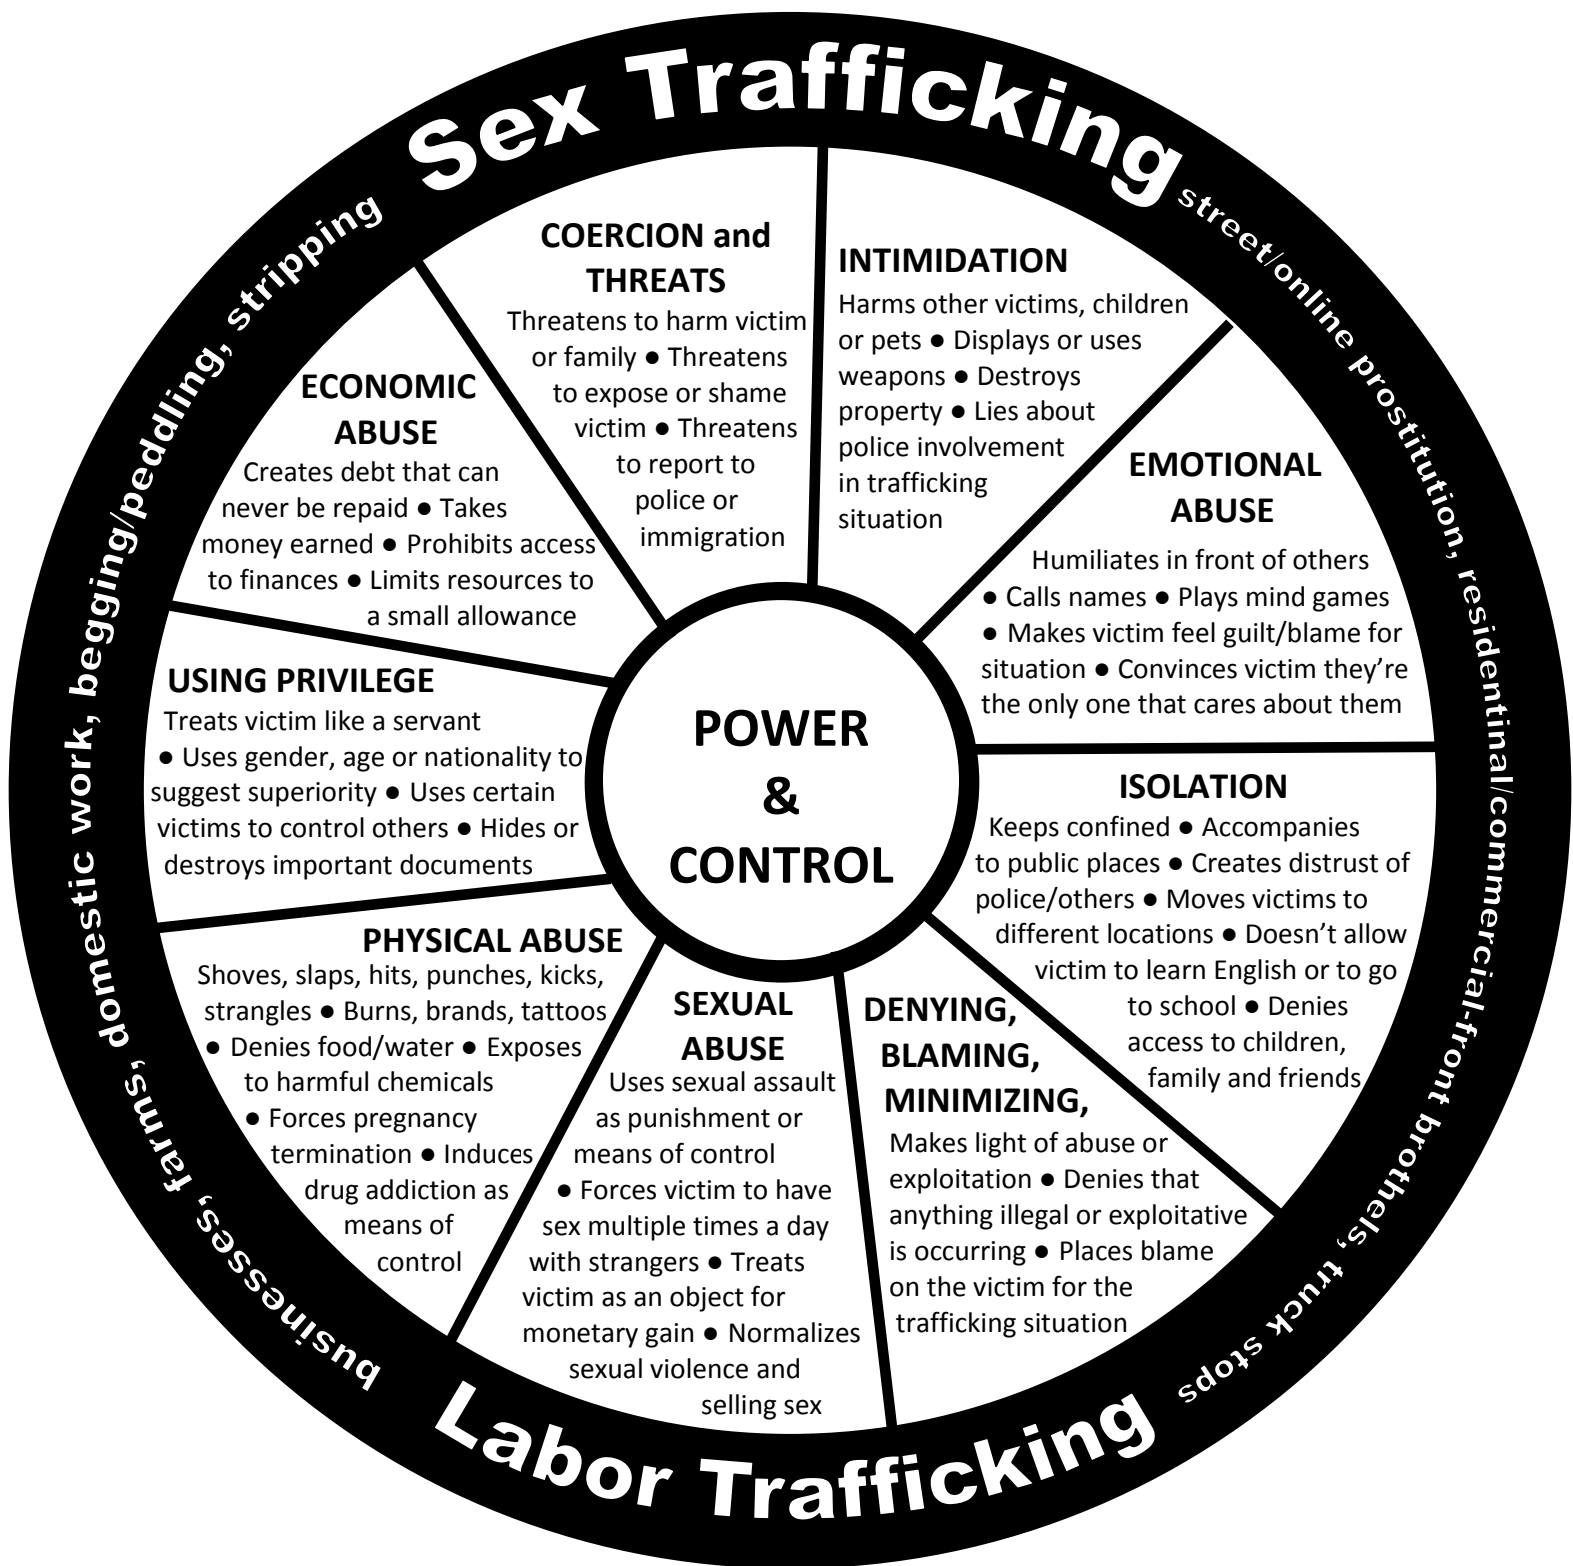 Sex Trafficking
street/online prostitution, residentinal/commercial-front brothels, truck stops
Labor Trafficking
businesses, farms, domestic work, begging/peddling, stripping
COERCION and
THREATS
Threatens to harm victim
or family ● Threatens
to expose or shame
victim ● Threatens
to report to
police or
immigration
INTIMIDATION
Harms other victims, children
or pets ● Displays or uses
weapons ● Destroys
property ● Lies about
police involvement
in trafficking
situation
EMOTIONAL
ABUSE
Humiliates in front of others
● Calls names ● Plays mind games
● Makes victim feel guilt/blame for
situation ● Convinces victim they’re
the only one that cares about them
ISOLATION
Keeps confined ● Accompanies
to public places ● Creates distrust of
police/others ● Moves victims to
different locations ● Doesn’t allow
victim to learn English or to go
to school ● Denies
access to children,
family and friends
DENYING,
BLAMING,
MINIMIZING,
Makes light of abuse or
exploitation ● Denies that
anything illegal or exploitative
is occurring ● Places blame
on the victim for the
trafficking situation
SEXUAL
ABUSE
Uses sexual assault
as punishment or
means of control
● Forces victim to have
sex multiple times a day
with strangers ● Treats
victim as an object for
monetary gain ● Normalizes
sexual violence and
selling sex
PHYSICAL ABUSE
Shoves, slaps, hits, punches, kicks,
strangles ● Burns, brands, tattoos
● Denies food/water ● Exposes
to harmful chemicals
● Forces pregnancy
termination ● Induces
drug addiction as
means of
control
USING PRIVILEGE
Treats victim like a servant
● Uses gender, age or nationality to
suggest superiority ● Uses certain
victims to control others ● Hides or
destroys important documents
ECONOMIC
ABUSE
Creates debt that can
never be repaid ● Takes
money earned ● Prohibits access
to finances ● Limits resources to
a small allowance
POWER
&
CONTROL